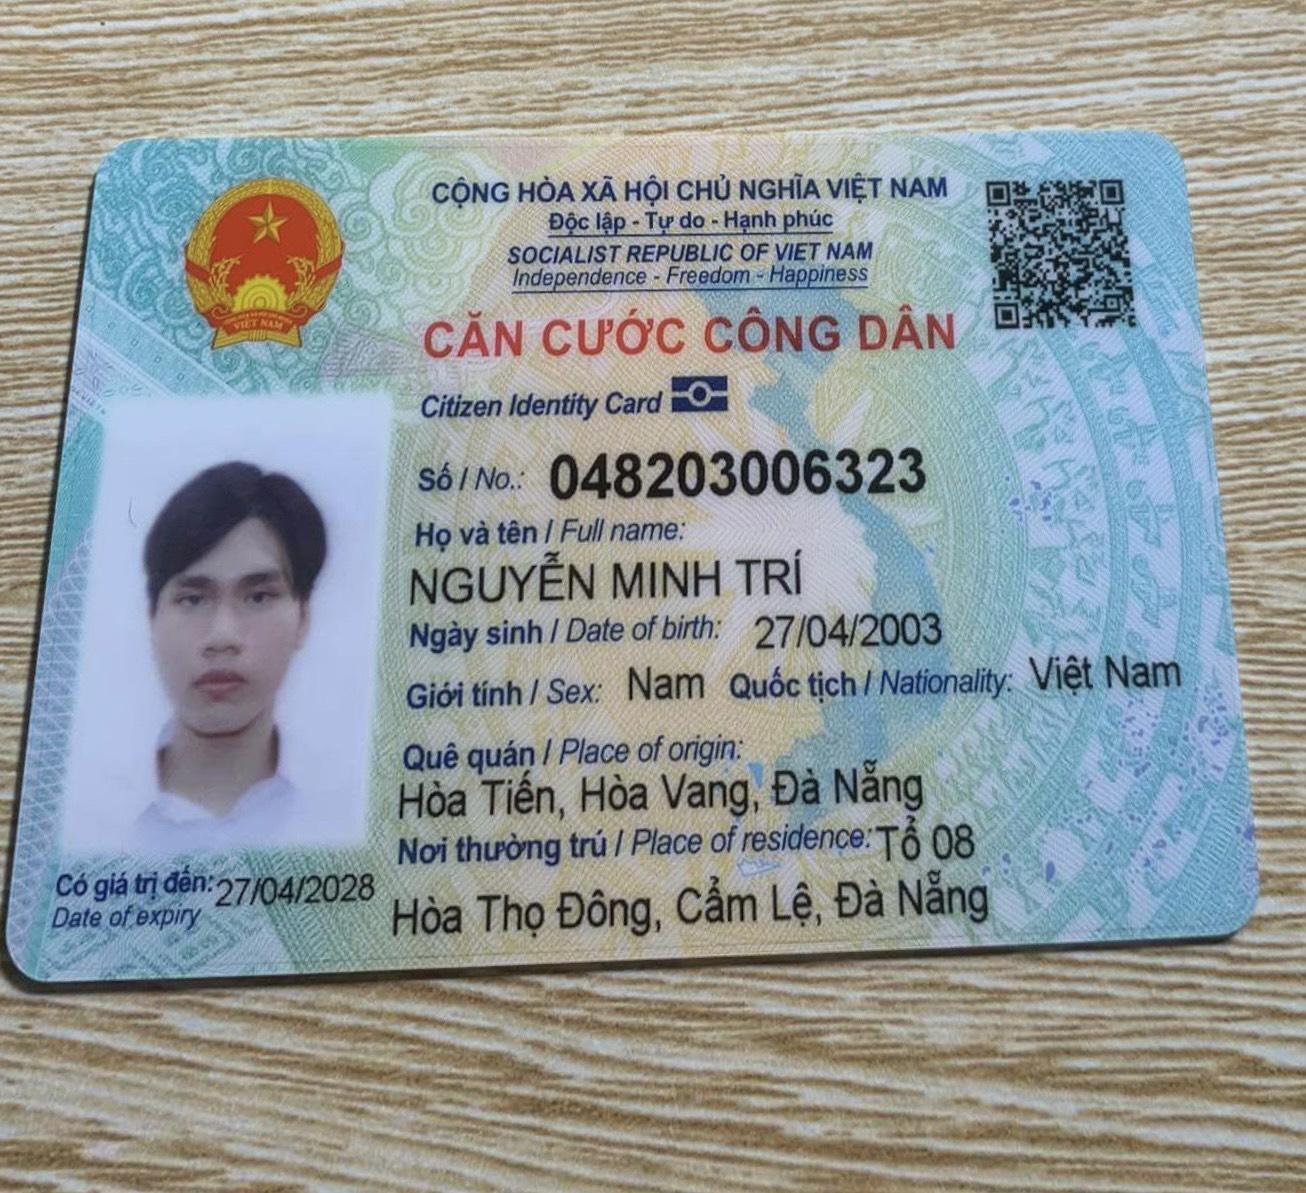 CỘNG HÒA XÃ HỘI CHỦ NGHĨA VIỆT NAM
Độc lập - Tự do - Hạnh phúc
SOCIALIST REPUBLIC OF VIET NAM
Independence - Freedom - Happiness
VIỆT NAM
CĂN CƯỚC CÔNG DÂN
Citizen Identity Card
Số / No.: 048203006323
Họ và tên / Full name:
NGUYỄN MINH TRÍ
Ngày sinh / Date of birth: 27/04/2003
Giới tính / Sex: Nam Quốc tịch / Nationality: Việt Nam
Quê quán / Place of origin:
Hòa Tiến, Hòa Vang, Đà Nẵng
Nơi thường trú / Place of residence: Tổ 08
Hòa Thọ Đông, Cẩm Lệ, Đà Nẵng
Có giá trị đến: 27/04/2028
Date of expiry